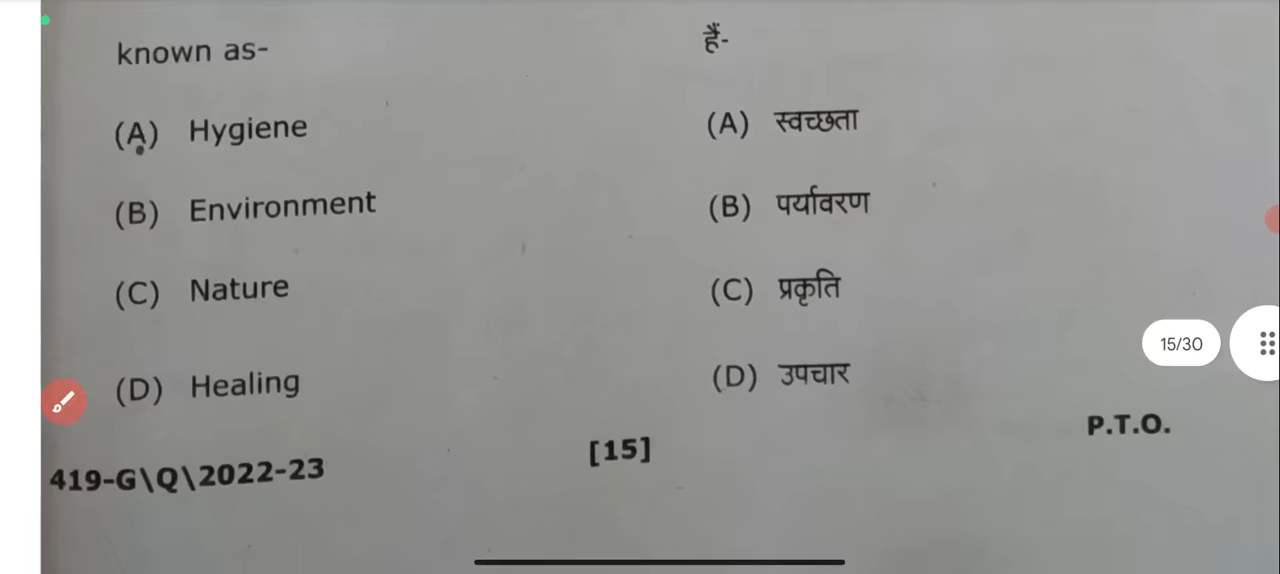 known as-
हैं-
(A) Hygiene
(A) स्वच्छता
(B) Environment
(B) पर्यावरण
(C) Nature
(C) प्रकृति
(D) Healing
(D) उपचार
15/30
P.T.O.
[15]
419-G\Q\2022-23